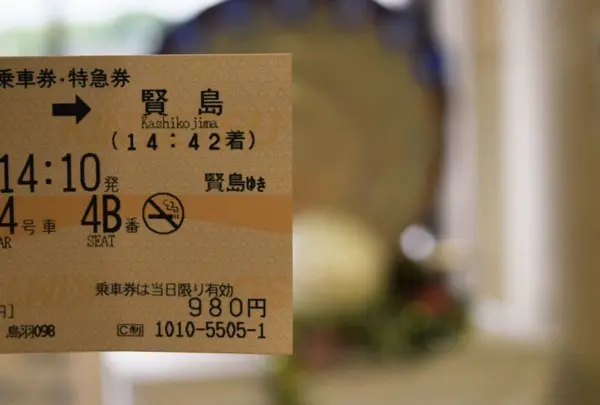 乗車券・特急券
➡ 賢島
Kashikojima
(14:42着)
14:10発 賢島ゆき
4号車 4B番
AR SEAT
乗車券は当日限り有効
円] 980円
鳥羽098 C制 1010-5505-1